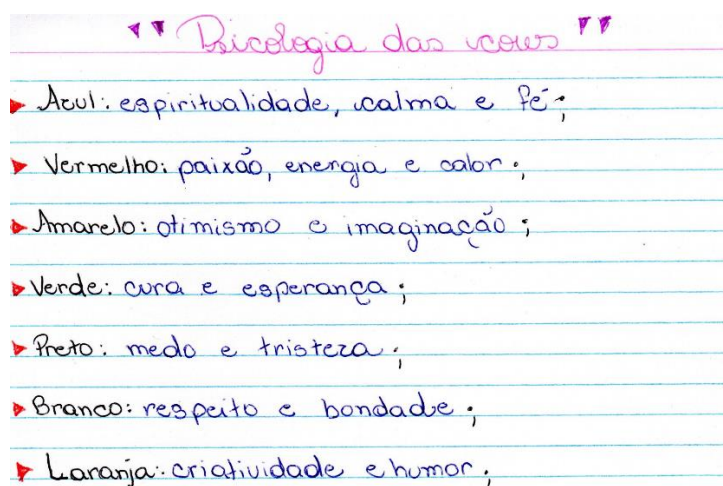 "Psicologia das cores"
Azul: espiritualidade, calma e fé;
Vermelho: paixão, energia e calor;
Amarelo: otimismo e imaginação;
Verde: cura e esperança;
Preto: medo e tristeza;
Branco: respeito e bondade;
Laranja: criatividade e humor;